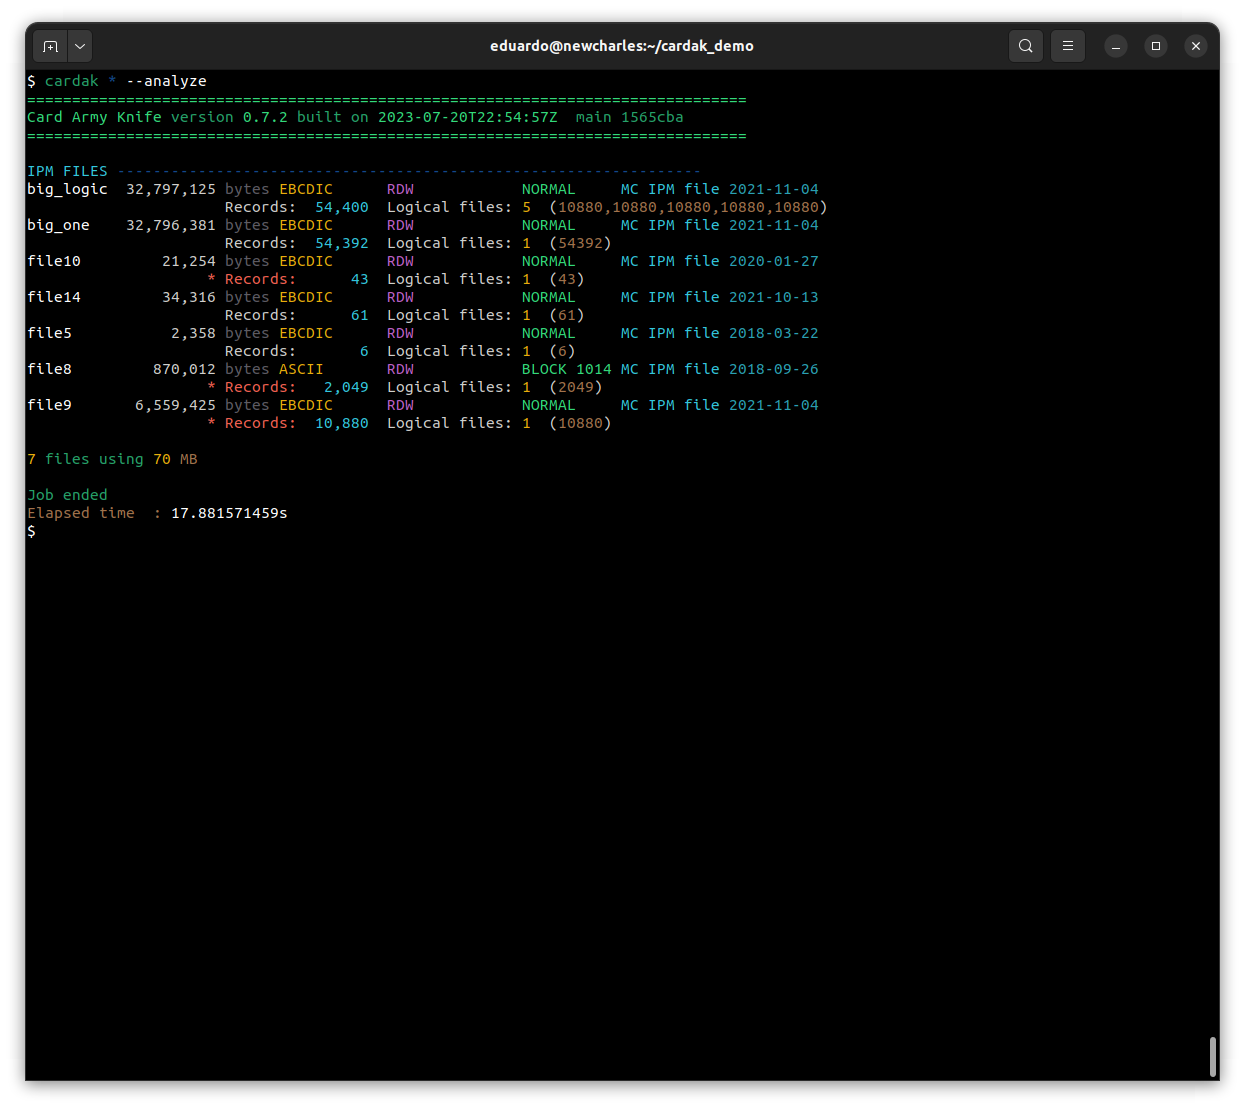 eduardo@newcharles:~/cardak_demo
$ cardak * --analyze
================================================================================
Card Army Knife version 0.7.2 built on 2023-07-20T22:54:57Z  main 1565cba
================================================================================
IPM FILES -----------------------------------------------------------------
big_logic  32,797,125 bytes EBCDIC      RDW            NORMAL     MC IPM file 2021-11-04
                      Records:  54,400  Logical files: 5  (10880,10880,10880,10880,10880)
big_one    32,796,381 bytes EBCDIC      RDW            NORMAL     MC IPM file 2021-11-04
                      Records:  54,392  Logical files: 1  (54392)
file10         21,254 bytes EBCDIC      RDW            NORMAL     MC IPM file 2020-01-27
                    * Records:      43  Logical files: 1  (43)
file14         34,316 bytes EBCDIC      RDW            NORMAL     MC IPM file 2021-10-13
                      Records:      61  Logical files: 1  (61)
file5           2,358 bytes EBCDIC      RDW            NORMAL     MC IPM file 2018-03-22
                      Records:       6  Logical files: 1  (6)
file8         870,012 bytes ASCII       RDW            BLOCK 1014 MC IPM file 2018-09-26
                    * Records:   2,049  Logical files: 1  (2049)
file9       6,559,425 bytes EBCDIC      RDW            NORMAL     MC IPM file 2021-11-04
                    * Records:  10,880  Logical files: 1  (10880)
7 files using 70 MB
Job ended
Elapsed time  : 17.881571459s
$